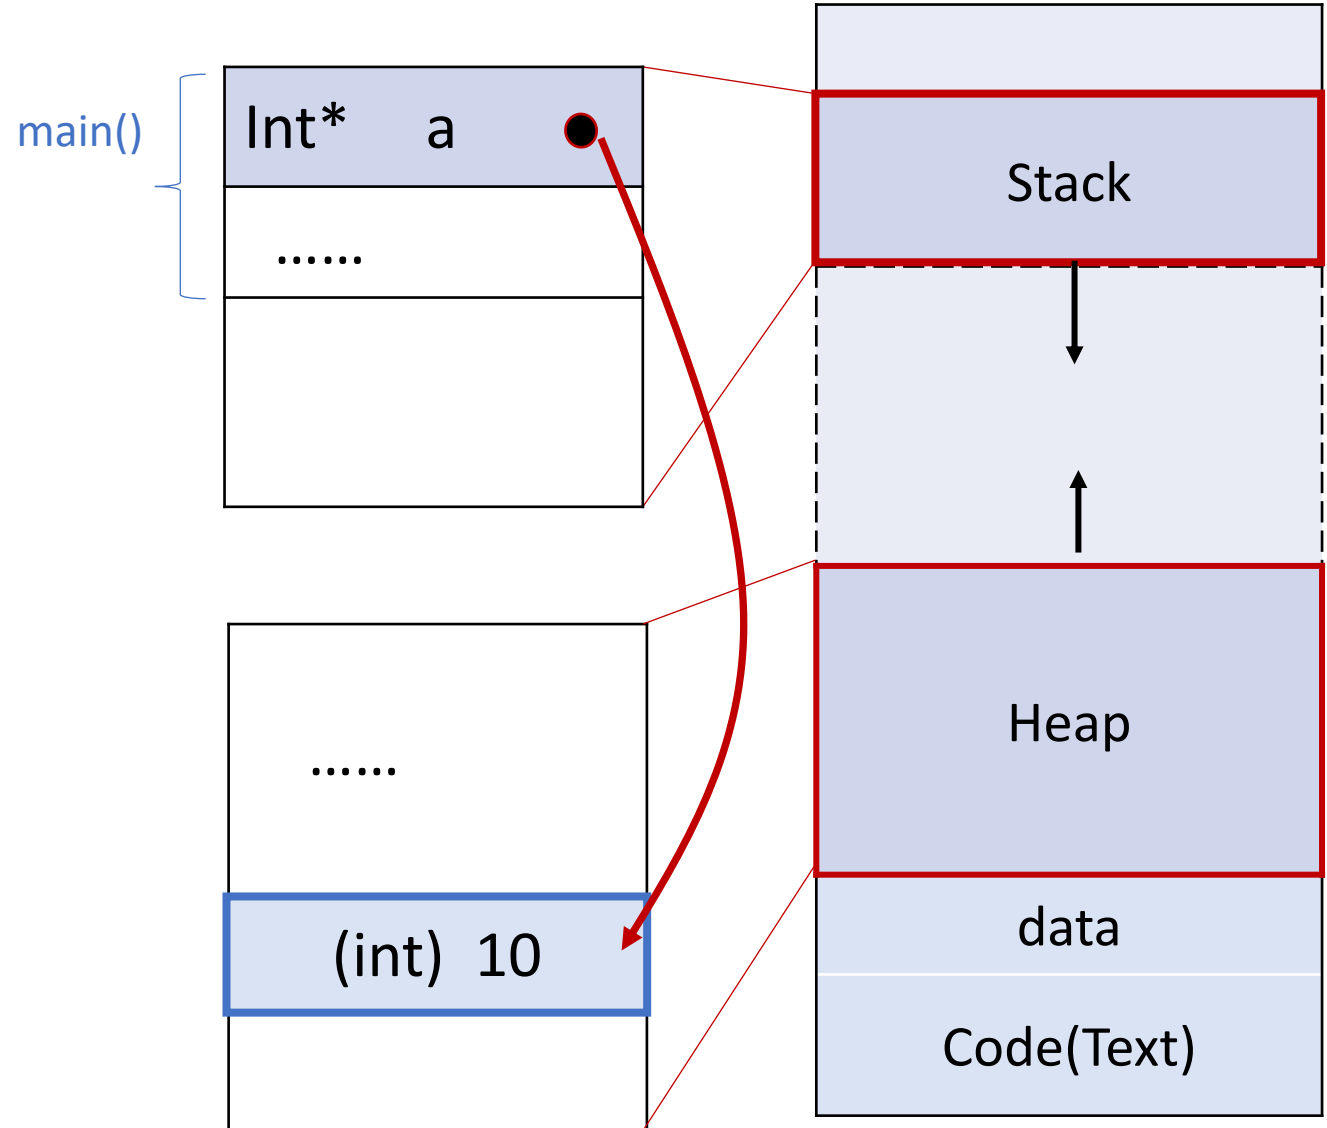 main()
Int* a
......
......
(int) 10
Stack
Heap
data
Code(Text)